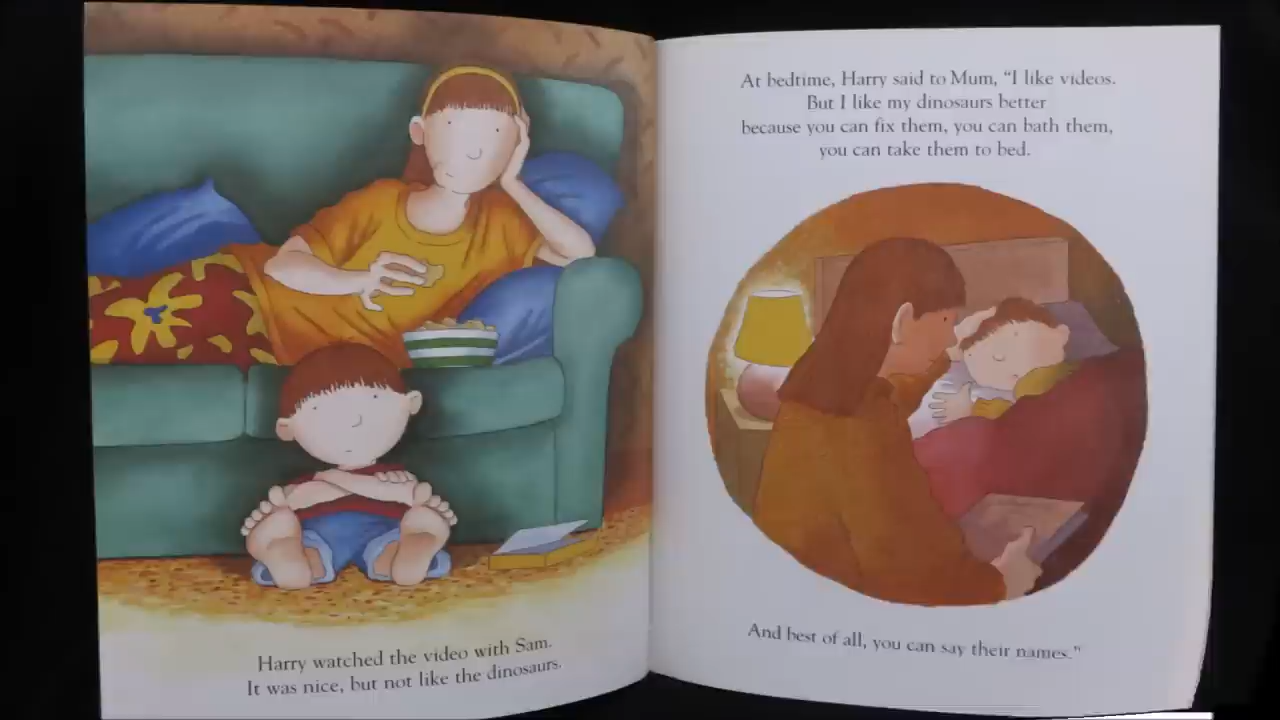 Harry watched the video with Sam.
It was nice, but not like the dinosaurs.
At bedtime, Harry said to Mum, “I like videos.
But I like my dinosaurs better
because you can fix them, you can bath them,
you can take them to bed.
And best of all, you can say their names.”